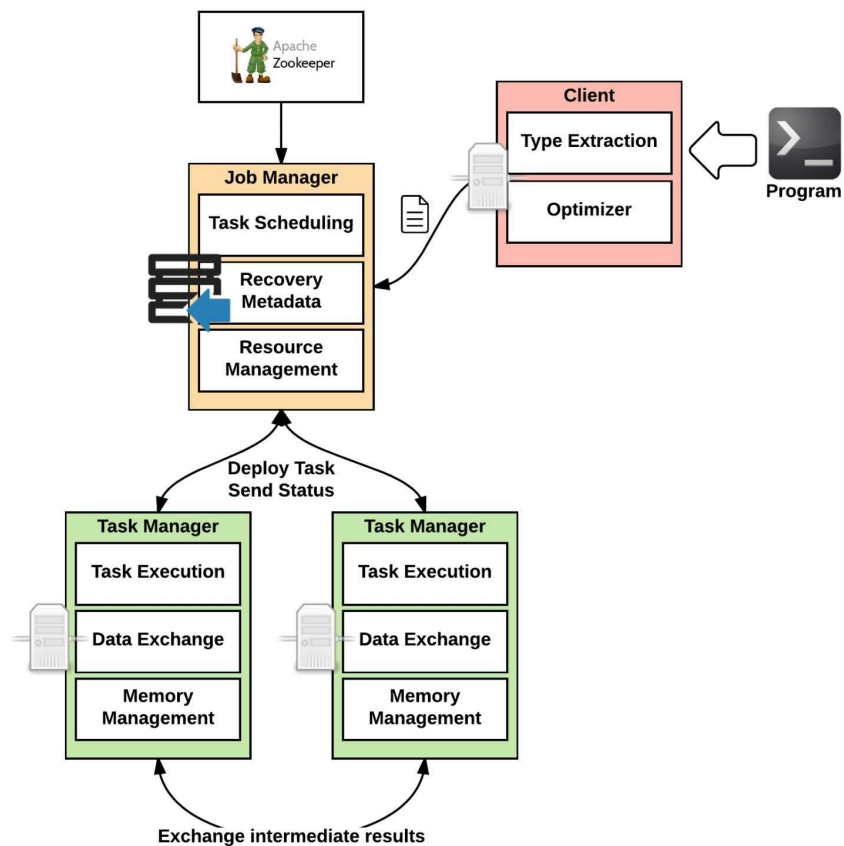 Apache
Zookeeper
Client
Type Extraction
Optimizer
Program
Job Manager
Task Scheduling
Recovery
Metadata
Resource
Management
Deploy Task
Send Status
Task Manager
Task Execution
Data Exchange
Memory
Management
Task Manager
Task Execution
Data Exchange
Memory
Management
Exchange intermediate results